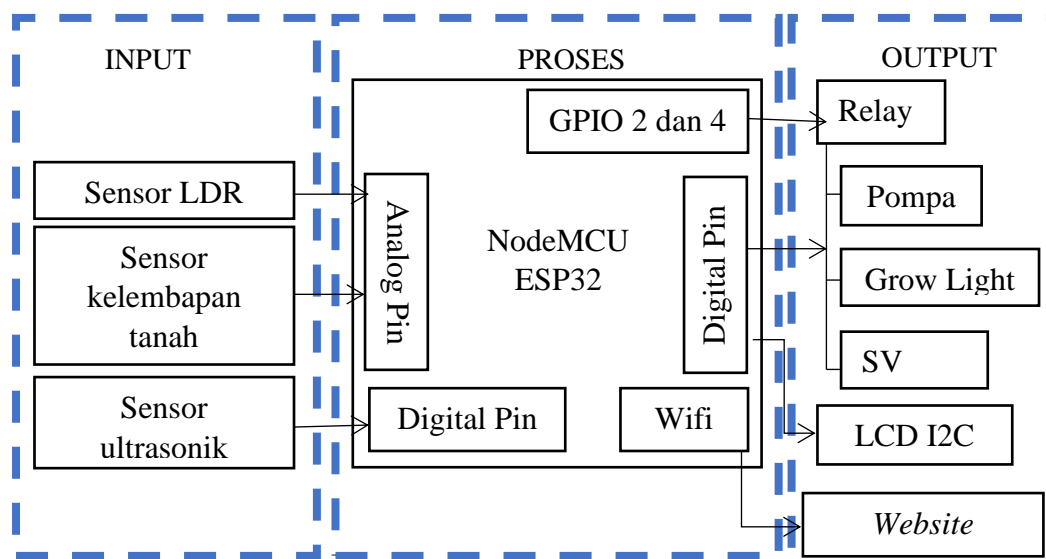 INPUT
PROSES
OUTPUT
Sensor LDR
Sensor
kelembapan
tanah
Sensor
ultrasonik
GPIO 2 dan 4
Analog Pin
NodeMCU
ESP32
Digital Pin
Digital Pin
Wifi
Relay
Pompa
Grow Light
SV
LCD I2C
Website